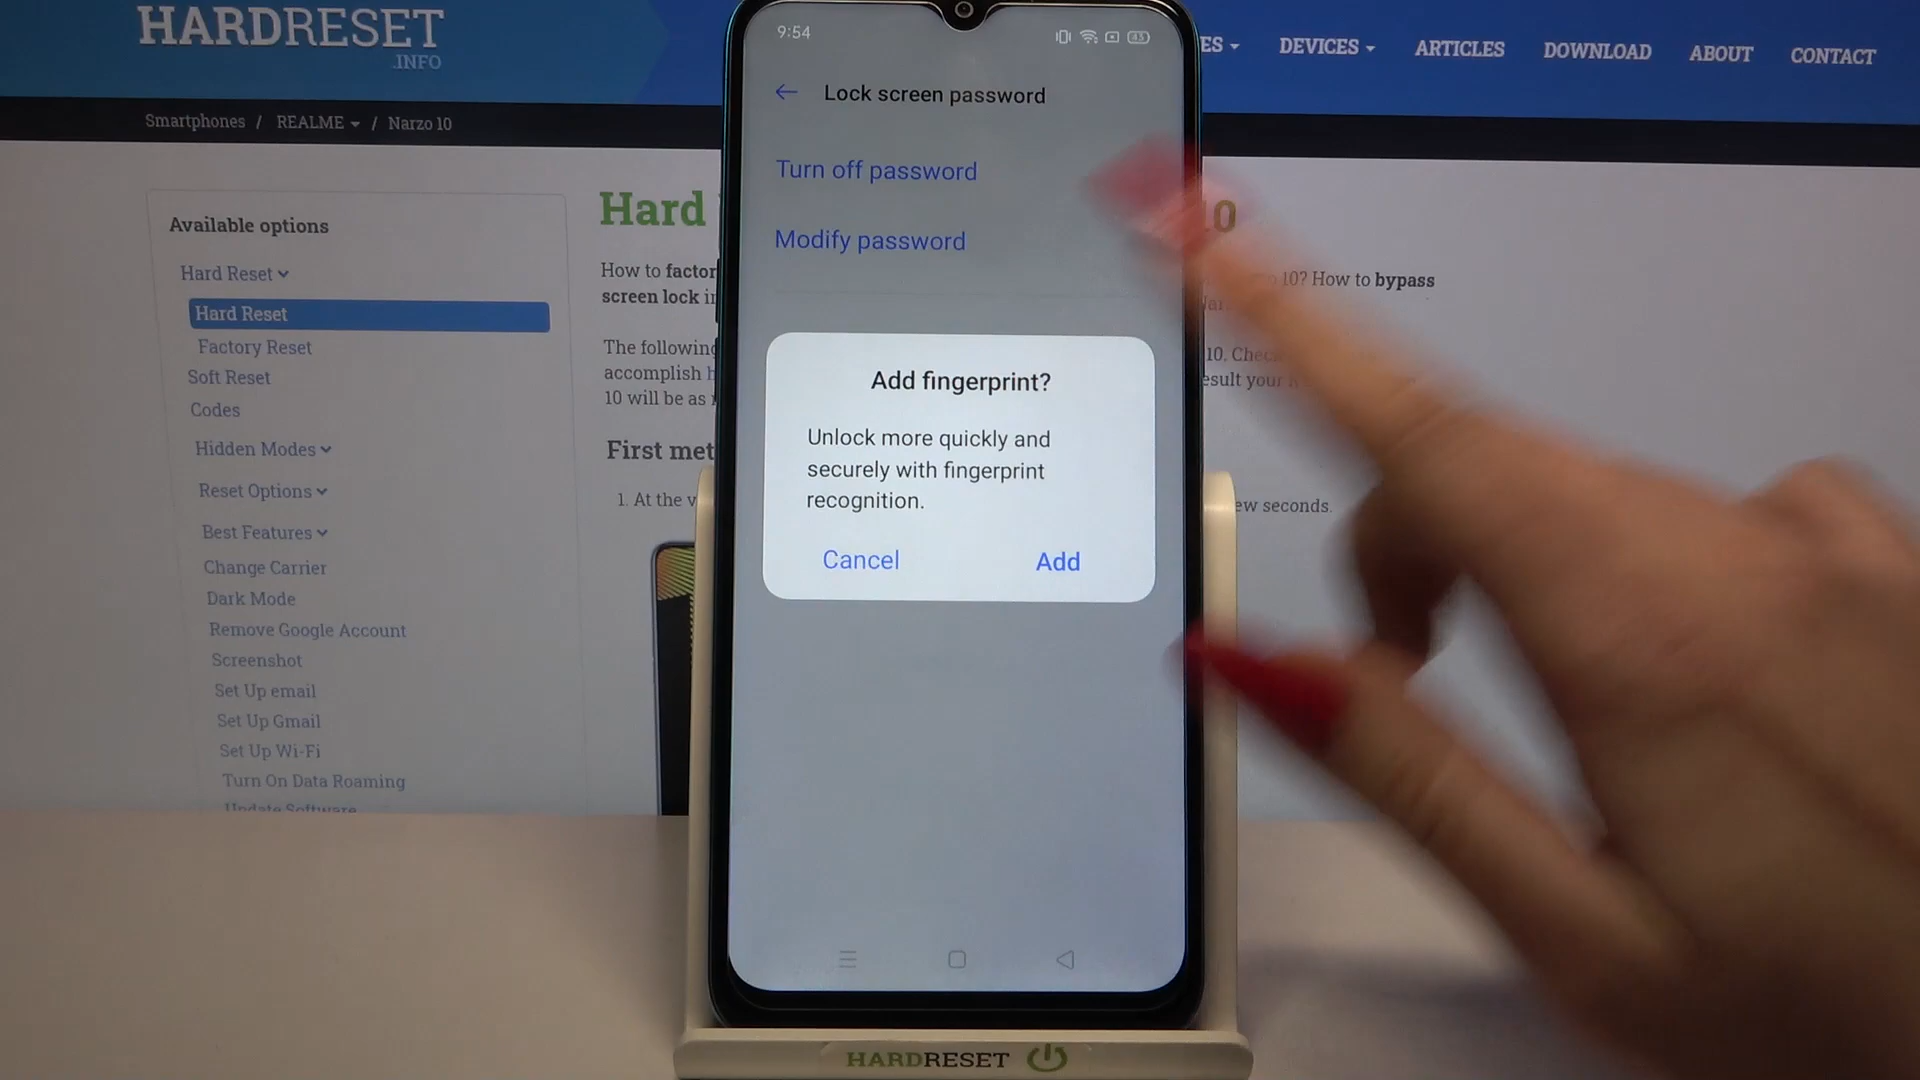 HARDRESET
.INFO
ES
DEVICES
ARTICLES
DOWNLOAD
ABOUT
CONTACT
Smartphones / REALME / Narzo 10
Available options
Hard Reset
Hard Reset
Factory Reset
Soft Reset
Codes
Hidden Modes
Reset Options
Best Features
Change Carrier
Dark Mode
Remove Google Account
Screenshot
Set Up email
Set Up Gmail
Set Up Wi-Fi
Turn On Data Roaming
Update Software
Hard
10
How to factor
10? How to bypass
screen lock
The following
10. Chec
accomplish
esult your
10 will be as
First met
1. At the v
ew seconds.
9:54
43
Lock screen password
Turn off password
Modify password
Add fingerprint?
Unlock more quickly and
securely with fingerprint
recognition.
Cancel
Add
HARDRESET